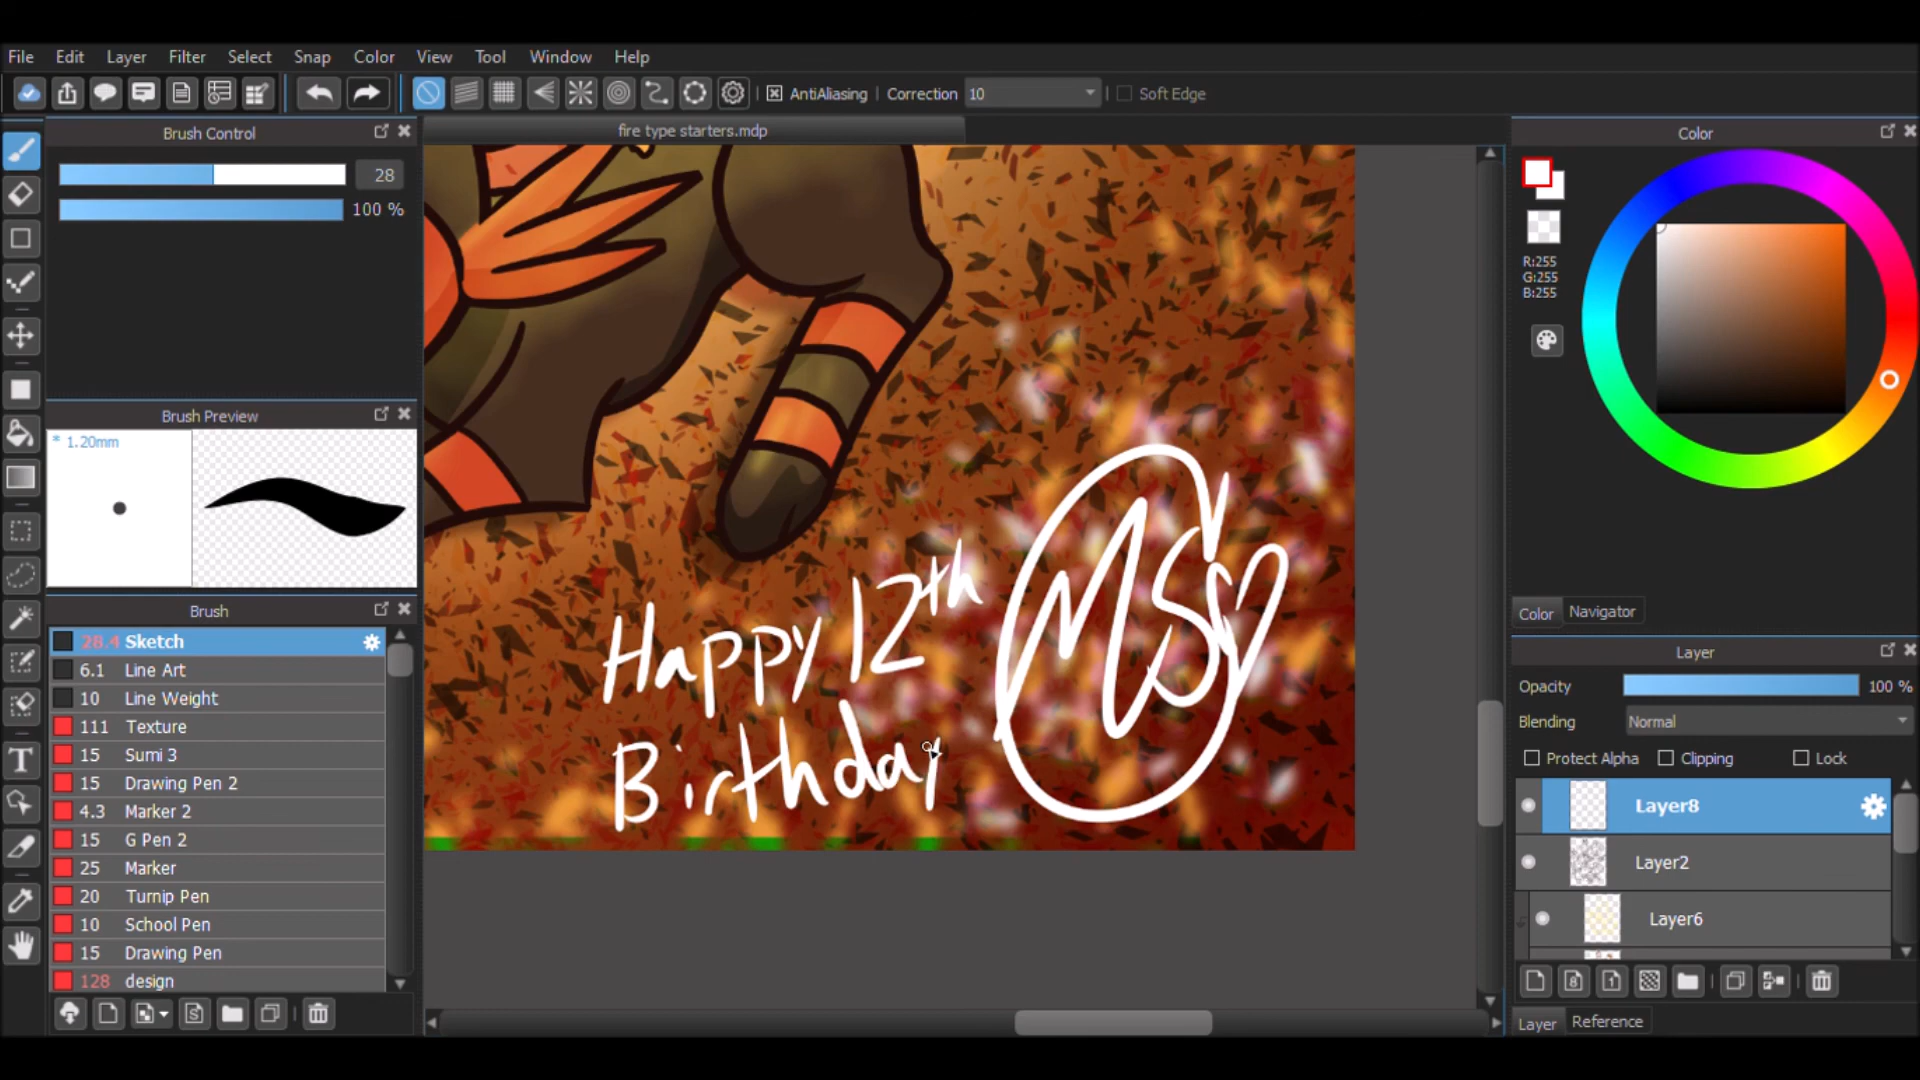 File Edit Layer Filter Select Snap Color View Tool Window Help
AntiAliasing Correction 10 Soft Edge
Brush Control
28
100 %
fire type starters.mdp
Color
R:255
G:255
B:255
Brush Preview
* 1.20mm
Brush
28.4 Sketch
6.1 Line Art
10 Line Weight
111 Texture
15 Sumi 3
15 Drawing Pen 2
4.3 Marker 2
15 G Pen 2
25 Marker
20 Turnip Pen
10 School Pen
15 Drawing Pen
128 design
Happy 12th
Birthday
Color Navigator
Layer
Opacity 100 %
Blending Normal
Protect Alpha Clipping Lock
Layer8
Layer2
Layer6
8 1
S
Layer Reference